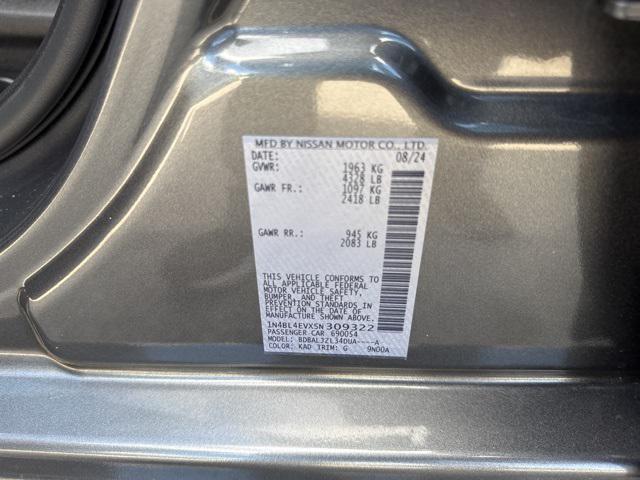 MFD BY NISSAN MOTOR CO., LTD.
DATE: 08/24
GVWR: 1963 KG
4328 LB
GAWR FR: 1097 KG
2418 LB
GAWR RR.: 945 KG
2083 LB
THIS VEHICLE CONFORMS TO
ALL APPLICABLE FEDERAL
MOTOR VEHICLE SAFETY,
BUMPER, AND THEFT
PREVENTION STANDARDS IN
EFFECT ON THE DATE OF
MANUFACTURE SHOWN ABOVE.
1N4BL4EVXSN309322
PASSENGER CAR 690054
MODEL: BDBALJZL34DUA----A
COLOR: KAD TRIM: G 9N00A